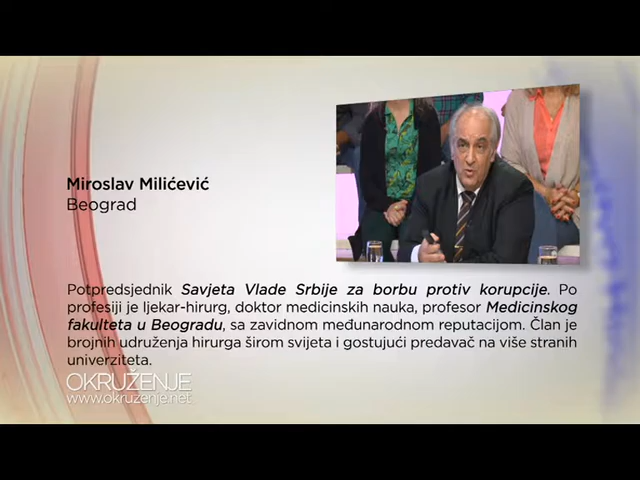 Miroslav Milićević
Beograd
Potpredsjednik Savjeta Vlade Srbije za borbu protiv korupcije. Po
profesiji je ljekar-hirurg, doktor medicinskih nauka, profesor Medicinskog
fakulteta u Beogradu, sa zavidnom međunarodnom reputacijom. Član je
brojnih udruženja hirurga širom svijeta i gostujući predavač na više stranih
univerziteta.
OKRUŽENJE
www.okruzenje.net